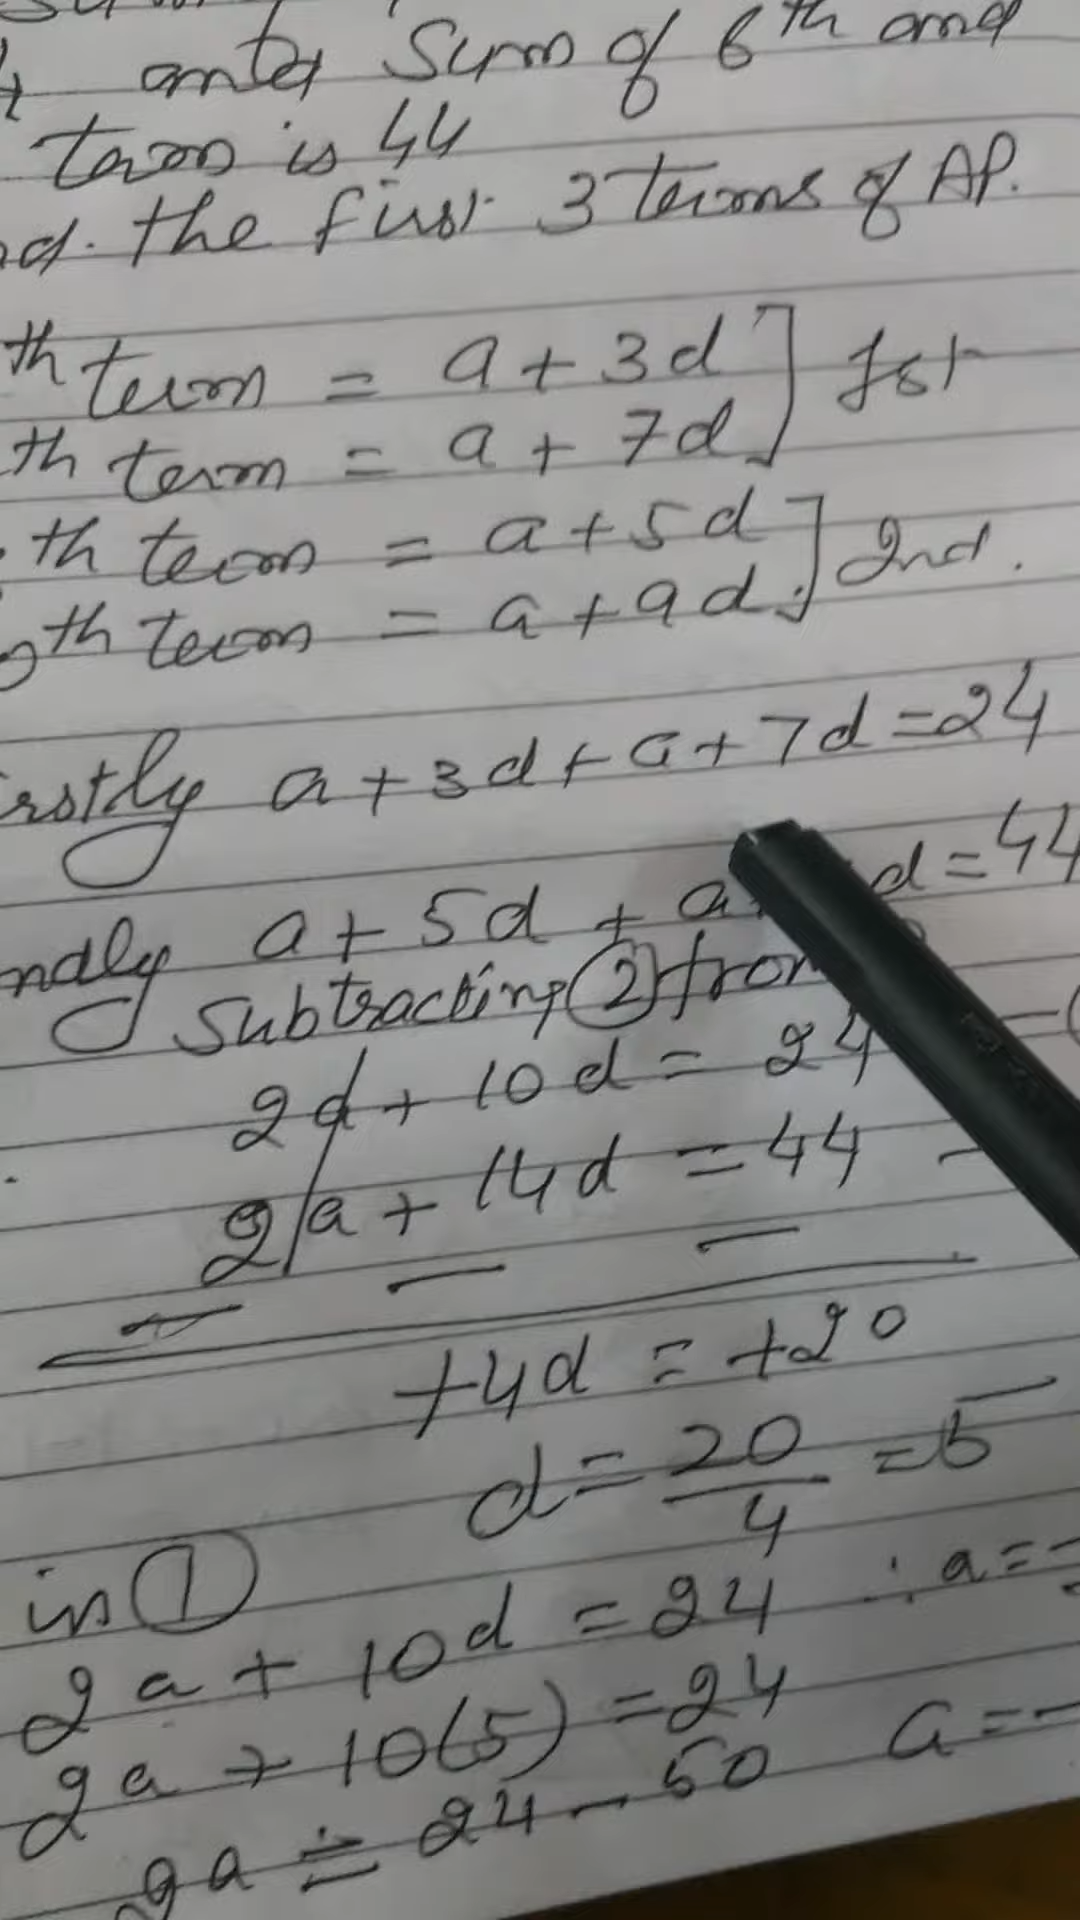 and Sum of 6th and
term is 44
the first 3 terms of AP.
th term = a + 3d ] 1st
th term = a + 7d ]
th term = a + 5d ] 2nd.
th term = a + 9d ]
rstly a + 3d + a + 7d = 24
ndly a + 5d + a d = 44
Subtracting (2) from
2d + 10d = 24
2a + 14d = 44
+4d = +20
d = 20/4 = 5
in (1)
2a + 10d = 24 ∴ a = -
2a + 10(5) = 24
2a = 24 - 50 a = -